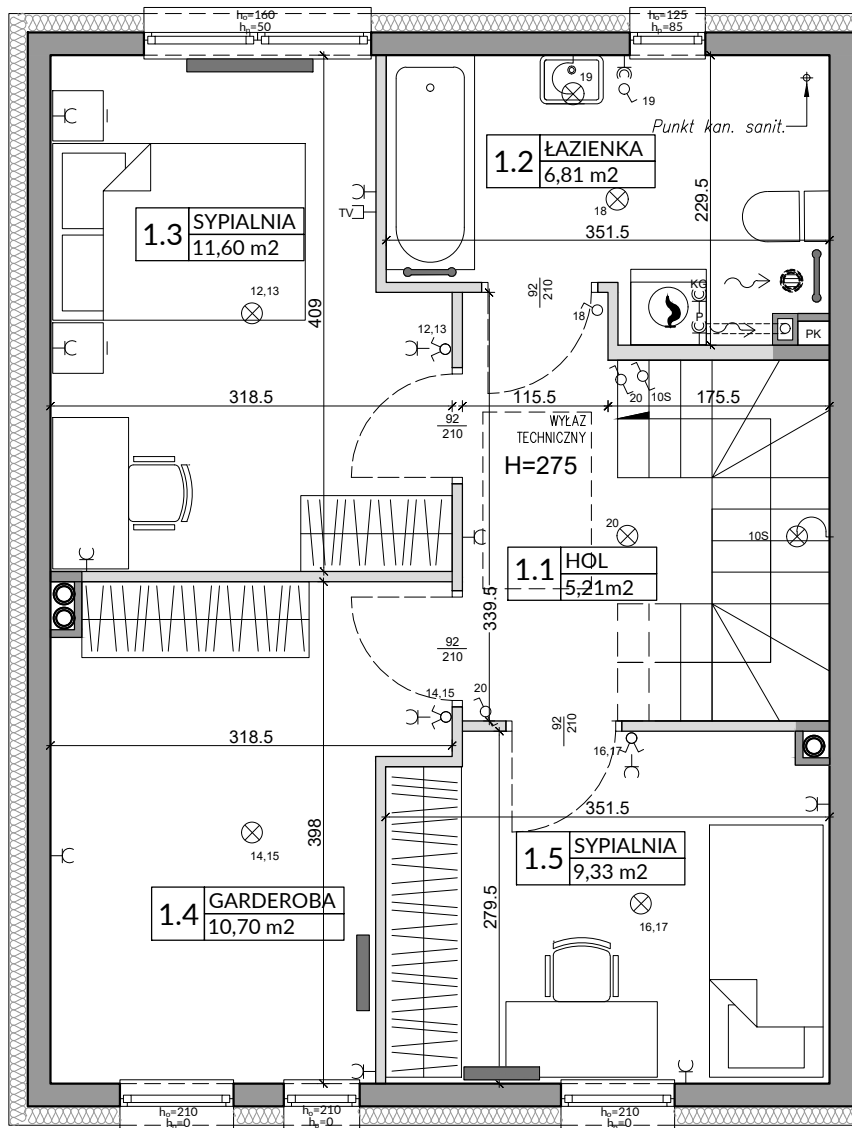 h₀=160
hₚ=50
h₀=125
hₚ=85
19
19
Punkt kan. sanit.
1.2
ŁAZIENKA
6,81 m2
229.5
TV
1.3
SYPIALNIA
11,60 m2
18
351.5
12,13
92
210
KG
409
18
P
PK
12,13
318.5
115.5
20
10S
175.5
92
210
WYŁAZ
TECHNICZNY
H=275
20
10S
1.1
HOL
5,21m2
339.5
92
210
14,15
20
92
210
318.5
16,17
351.5
398
14,15
1.5
SYPIALNIA
9,33 m2
1.4
GARDEROBA
10,70 m2
279.5
16,17
h₀=210
hₚ=0
h₀=210
hₚ=0
h₀=210
hₚ=0